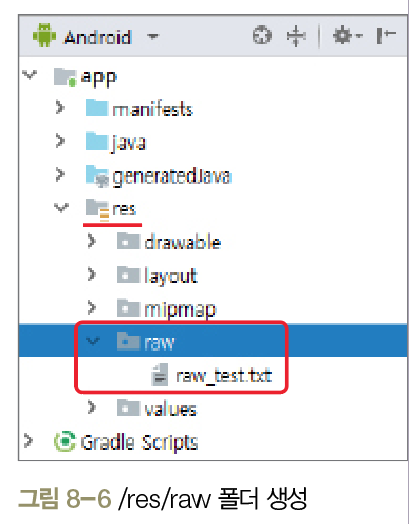 Android
app
manifests
java
generatedJava
res
drawable
layout
mipmap
raw
raw_test.txt
values
Gradle Scripts
그림 8-6 /res/raw 폴더 생성